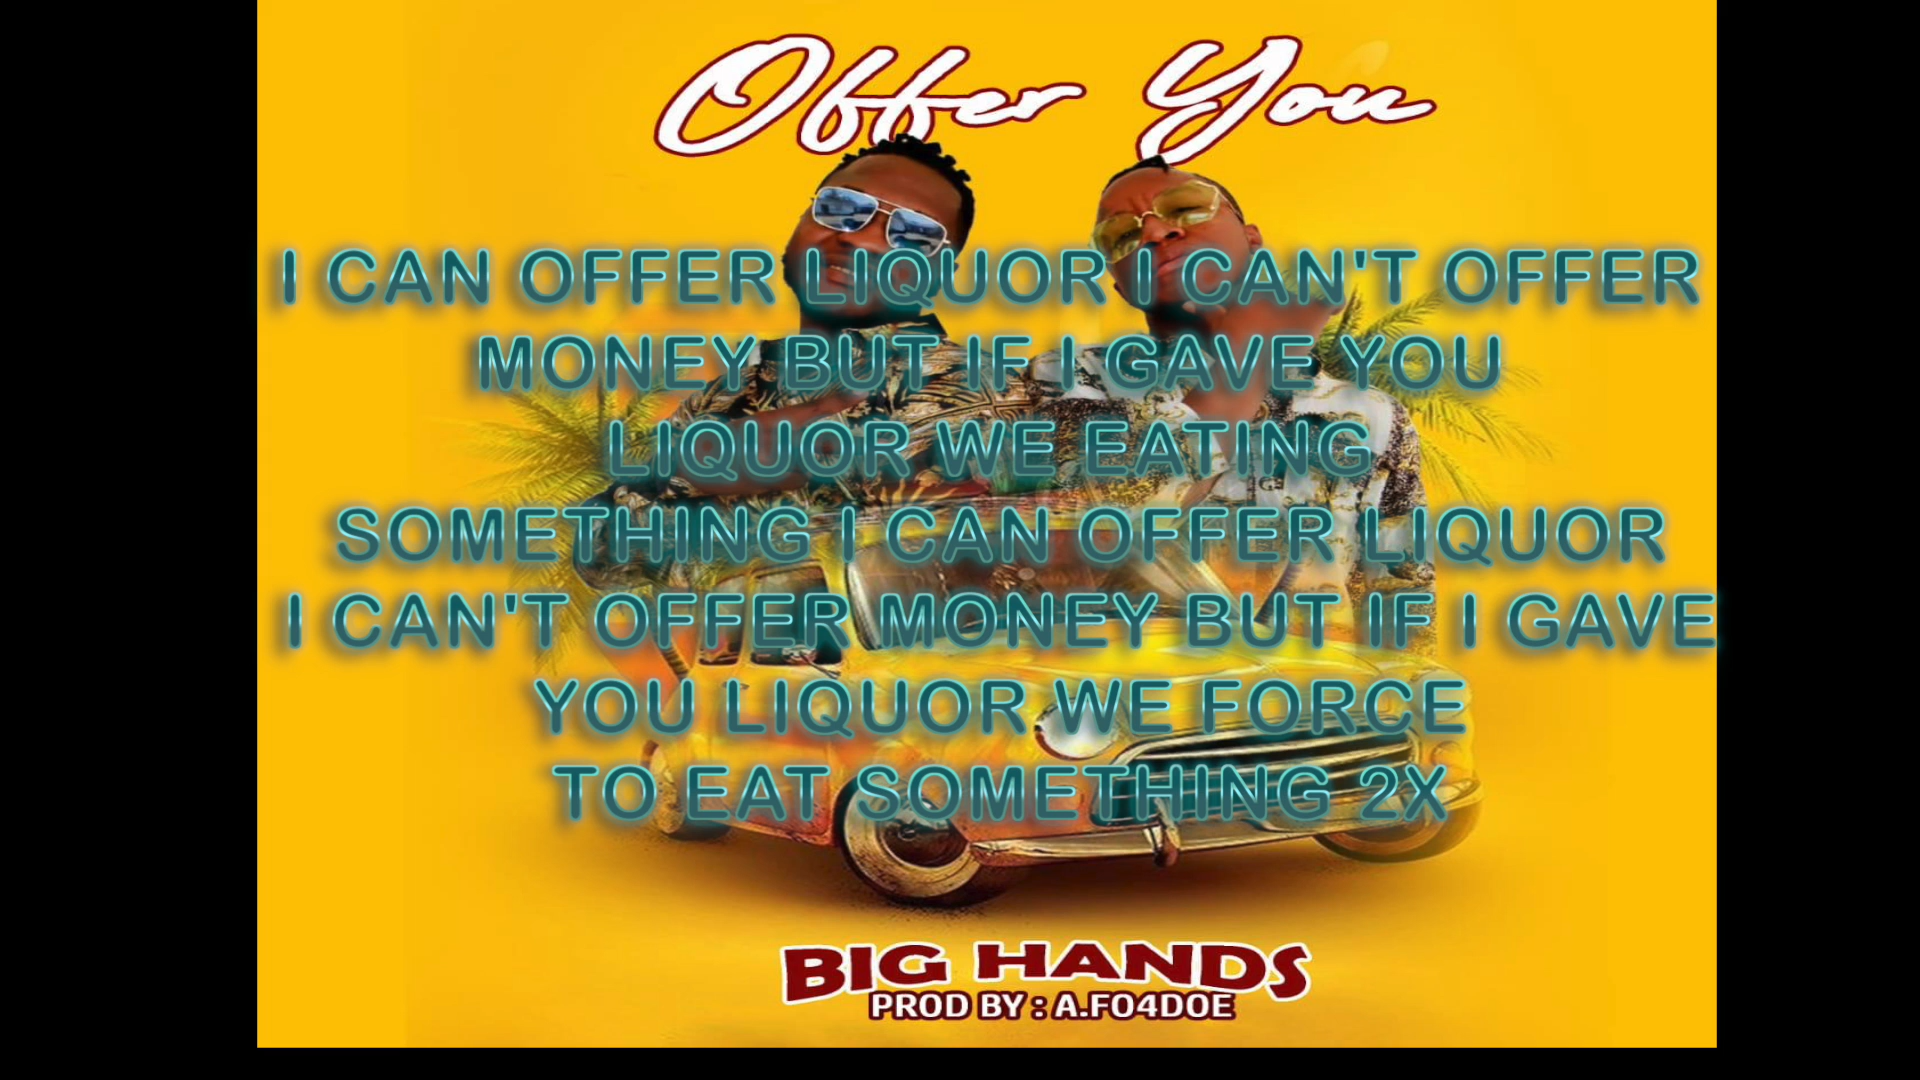 Offer You
I CAN OFFER LIQUOR I CAN'T OFFER
MONEY BUT IF I GAVE YOU
LIQUOR WE EATING
SOMETHING I CAN OFFER LIQUOR
I CAN'T OFFER MONEY BUT IF I GAVE
YOU LIQUOR WE FORCE
TO EAT SOMETHING 2X
BIG HANDS
PROD BY : A.FO4DOE